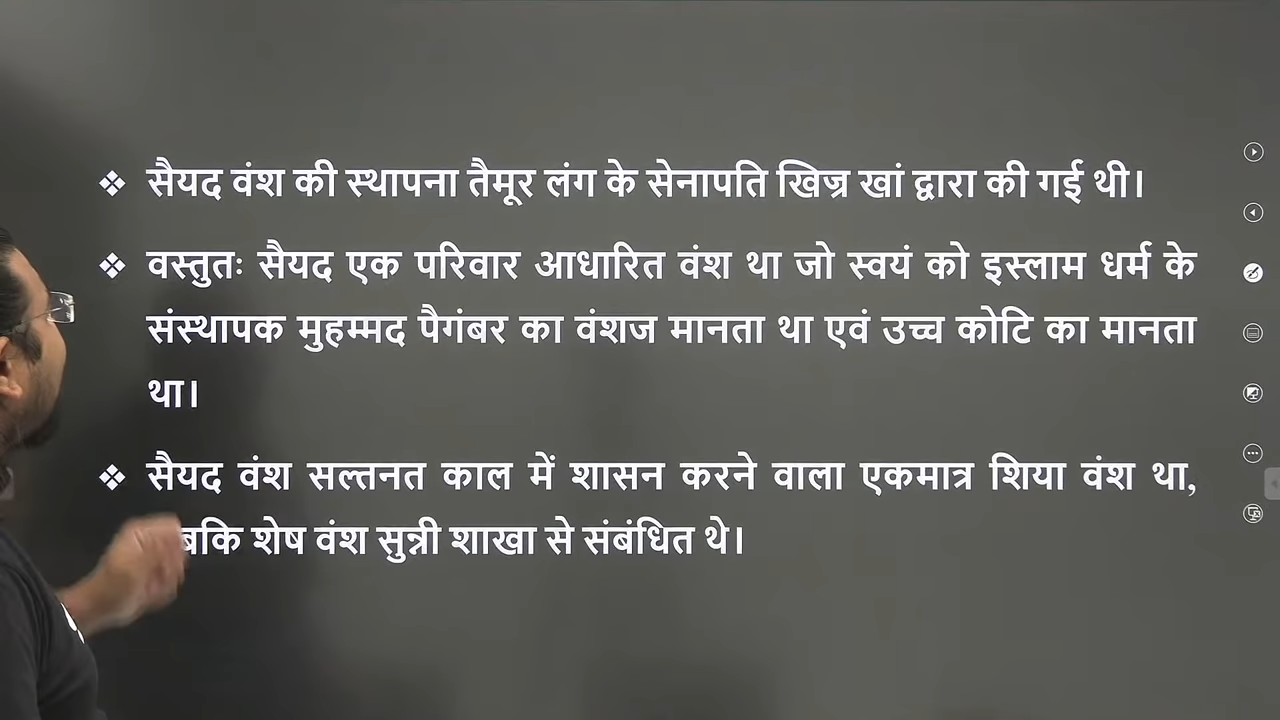 ❖ सैयद वंश की स्थापना तैमूर लंग के सेनापति खिज्र खां द्वारा की गई थी।
❖ वस्तुतः सैयद एक परिवार आधारित वंश था जो स्वयं को इस्लाम धर्म के
संस्थापक मुहम्मद पैगंबर का वंशज मानता था एवं उच्च कोटि का मानता
था।
❖ सैयद वंश सल्तनत काल में शासन करने वाला एकमात्र शिया वंश था,
बकि शेष वंश सुन्नी शाखा से संबंधित थे।